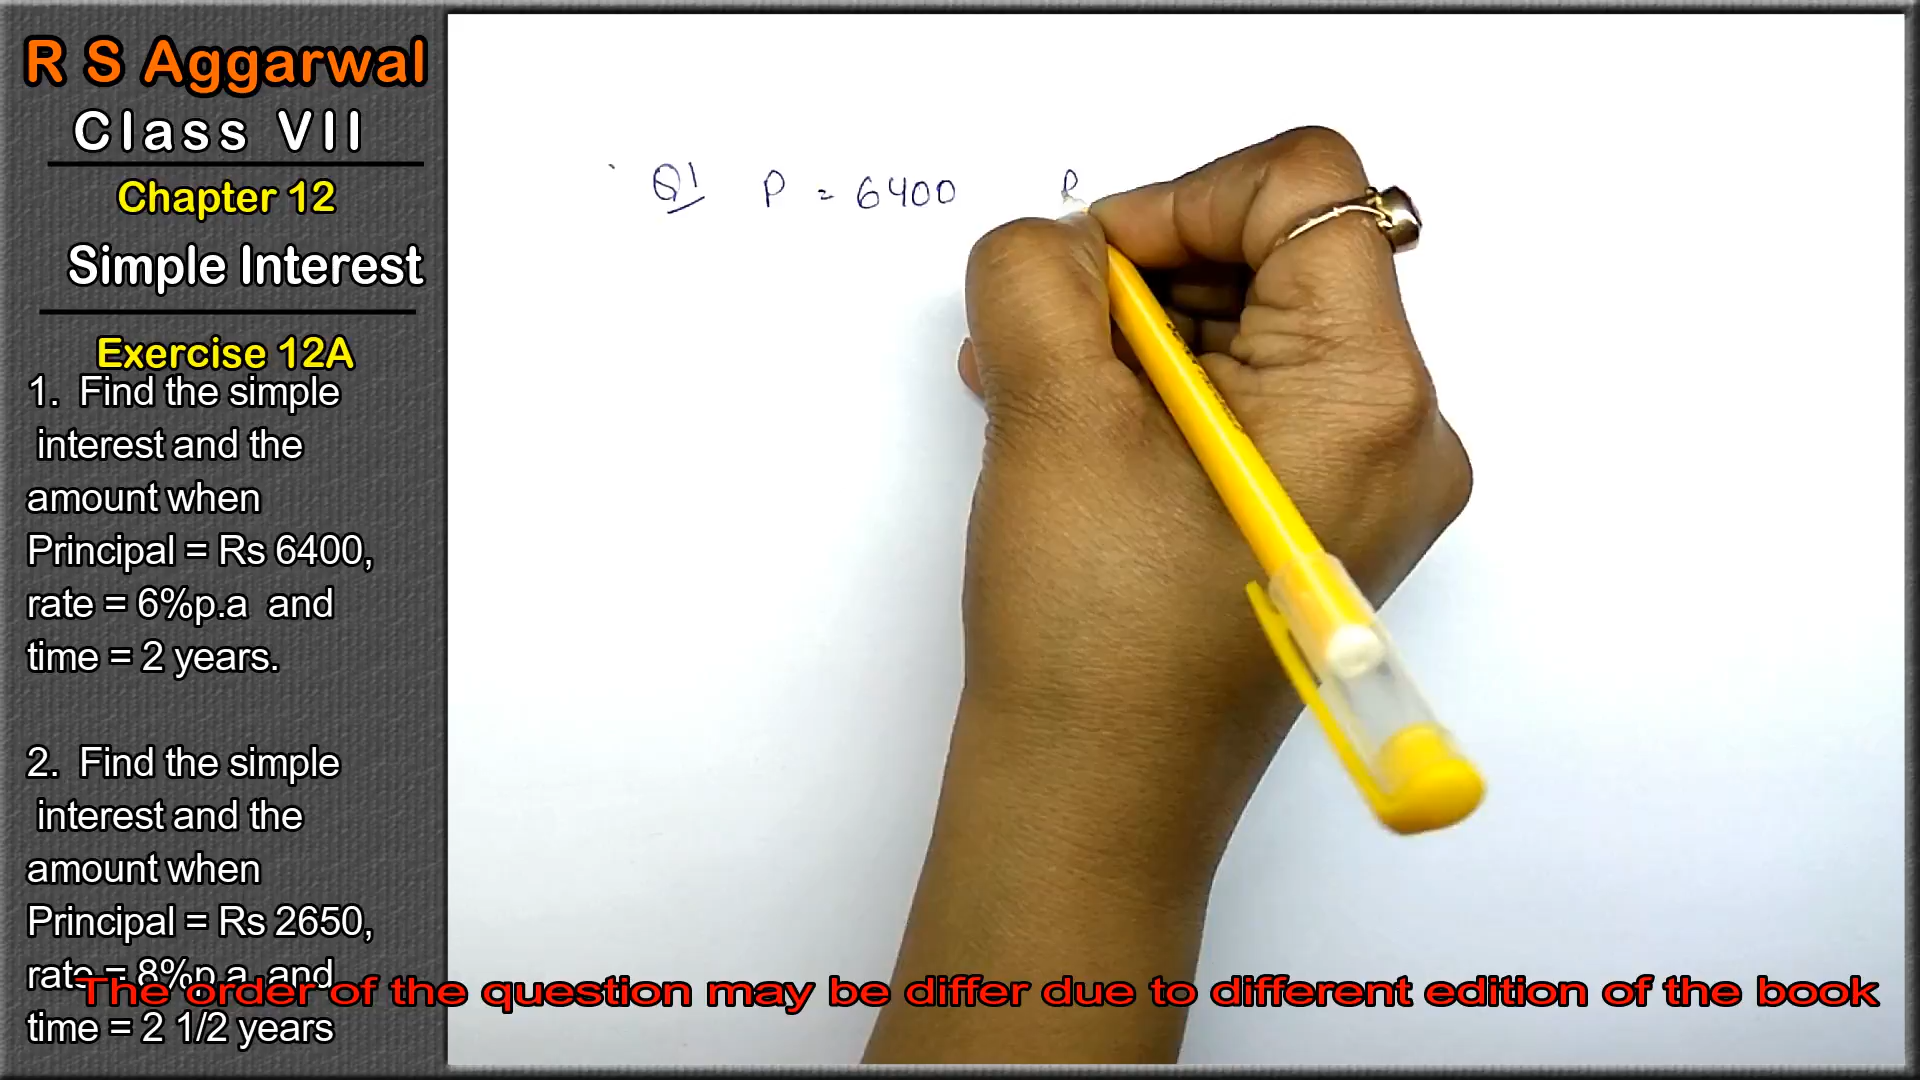 R S Aggarwal
Class VII
Chapter 12
Simple Interest
Exercise 12A
1. Find the simple
interest and the
amount when
Principal = Rs 6400,
rate = 6%p.a and
time = 2 years.
2. Find the simple
interest and the
amount when
Principal = Rs 2650,
rate = 8%p.a and
time = 2 1/2 years
Q1 P = 6400 R
The order of the question may be differ due to different edition of the book